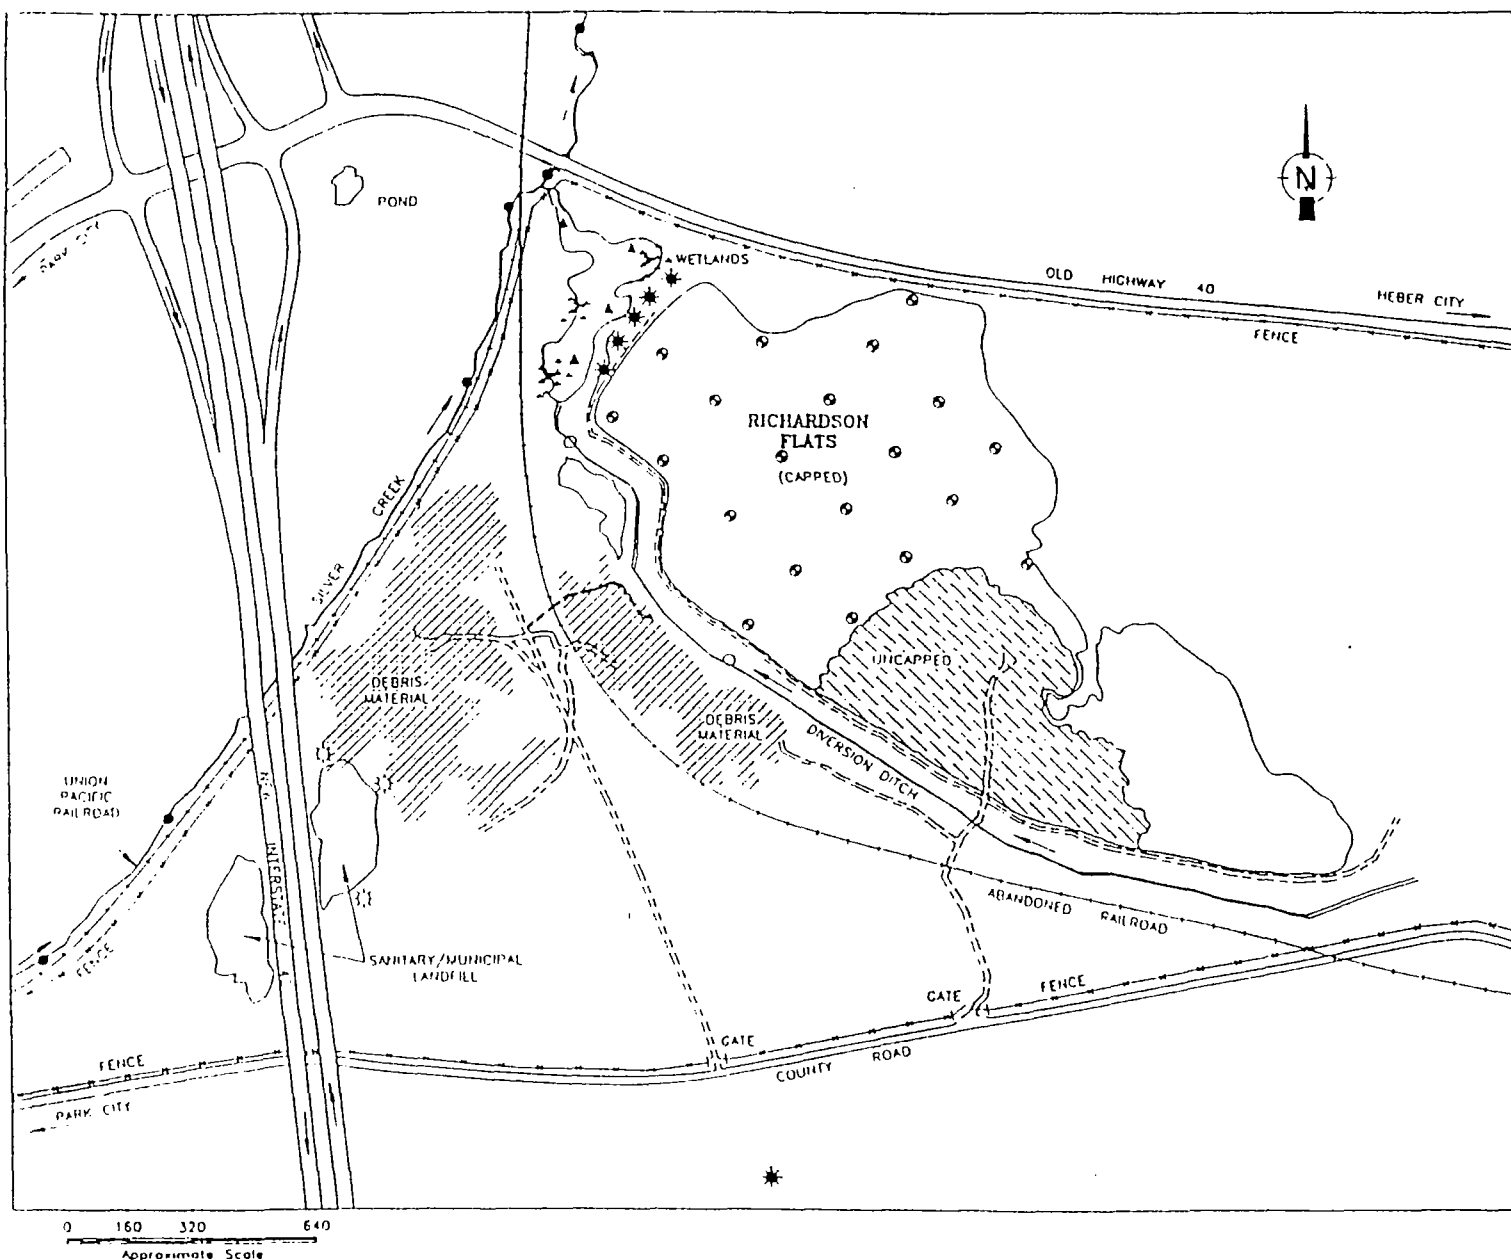 N
POND
PARK CITY
WETLANDS
OLD HIGHWAY 40
HEBER CITY
FENCE
RICHARDSON
FLATS
(CAPPED)
CREEK
SILVER
UNCAPPED
DEBRIS
MATERIAL
DEBRIS
MATERIAL
DIVERSION DITCH
UNION
PACIFIC
RAILROAD
INTERSTATE
ABANDONED RAILROAD
FENCE
SANITARY/MUNICIPAL
LANDFILL
GATE
FENCE
GATE
FENCE
COUNTY ROAD
PARK CITY
0 160 320 640
Approximate Scale